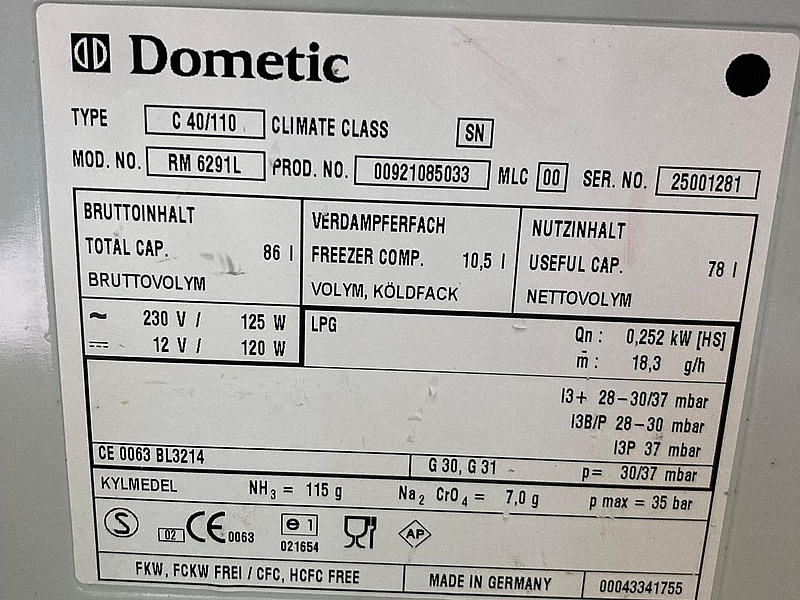 Dometic
TYPE C 40/110 CLIMATE CLASS SN
MOD. NO. RM 6291L PROD. NO. 00921085033 MLC 00 SER. NO. 25001281
BRUTTOINHALT
TOTAL CAP. 86 l
BRUTTOVOLYM
VERDAMPFERFACH
FREEZER COMP. 10,5 l
VOLYM, KÖLDFACK
NUTZINHALT
USEFUL CAP. 78 l
NETTOVOLYM
~ 230 V / 125 W
⎓ 12 V / 120 W
LPG
Qn : 0,252 kW [HS]
m̄ : 18,3 g/h
I3+ 28-30/37 mbar
I3B/P 28-30 mbar
I3P 37 mbar
CE 0063 BL3214
G 30, G 31 p= 30/37 mbar
KYLMEDEL NH3 = 115 g Na2 CrO4 = 7,0 g p max = 35 bar
S 02 CE 0063 e 1 AP
021654
FKW, FCKW FREI / CFC, HCFC FREE MADE IN GERMANY 00043341755